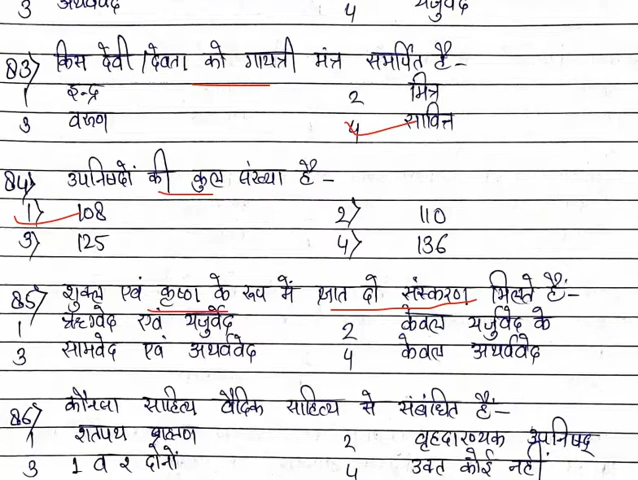 3 अथर्ववेद 4 यजुर्वेद
83) किस देवी/देवता को गायत्री मंत्र समर्पित है-
1 इन्द्र 2 मित्र
3 वरुण 4 सावित्र
84) उपनिषदों की कुल संख्या है-
1) 108 2) 110
3) 125 4) 136
85) शुक्ल एवं कृष्ण के रूप में ज्ञात दो संस्करण मिलते हैं-
1 ऋग्वेद एवं यजुर्वेद 2 केवल यजुर्वेद के
3 सामवेद एवं अथर्ववेद 4 केवल अथर्ववेद
86) कौनसा साहित्य वैदिक साहित्य से संबंधित है-
1 शतपथ ब्राह्मण 2 वृहदारण्यक उपनिषद्
3 1 व २ दोनों 4 उक्त कोई नहीं